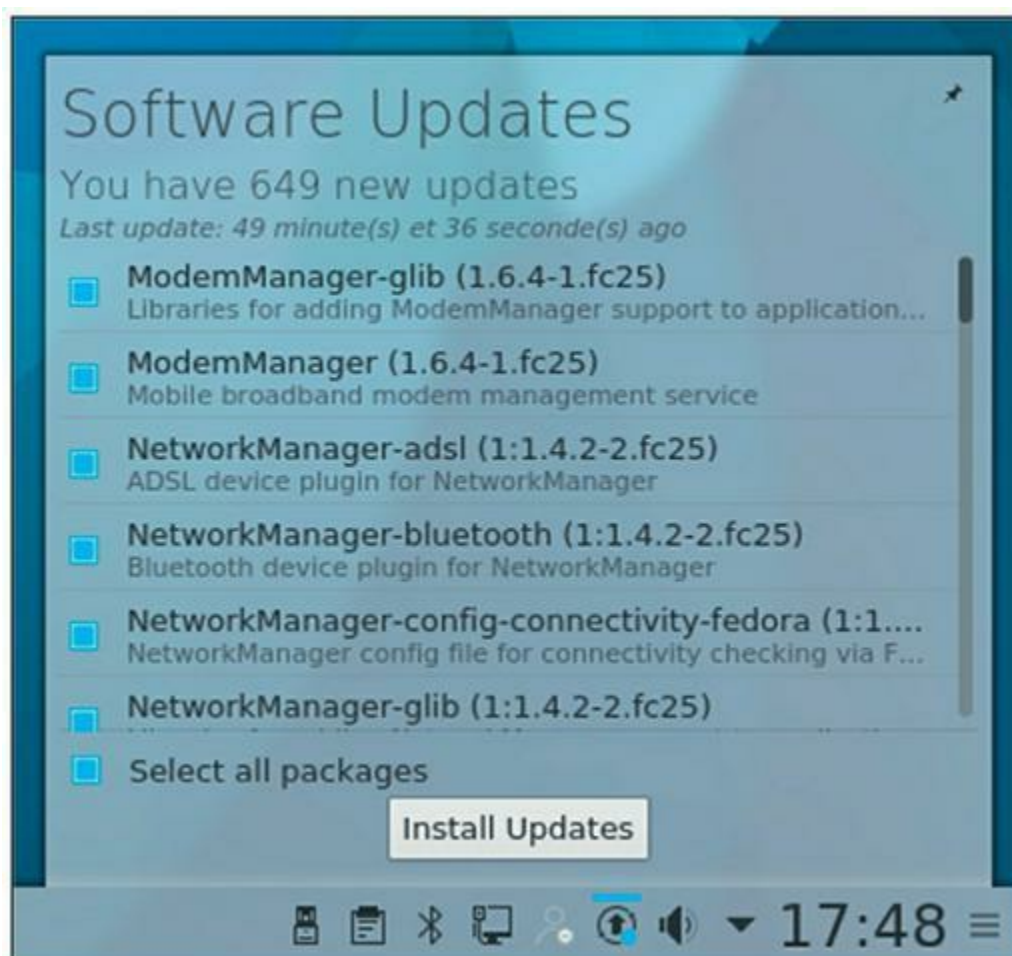 Software Updates
You have 649 new updates
Last update: 49 minute(s) et 36 seconde(s) ago
ModemManager-glib (1.6.4-1.fc25)
Libraries for adding ModemManager support to application...
ModemManager (1.6.4-1.fc25)
Mobile broadband modem management service
NetworkManager-adsl (1:1.4.2-2.fc25)
ADSL device plugin for NetworkManager
NetworkManager-bluetooth (1:1.4.2-2.fc25)
Bluetooth device plugin for NetworkManager
NetworkManager-config-connectivity-fedora (1:1....
NetworkManager config file for connectivity checking via F...
NetworkManager-glib (1:1.4.2-2.fc25)
Select all packages
Install Updates
17:48